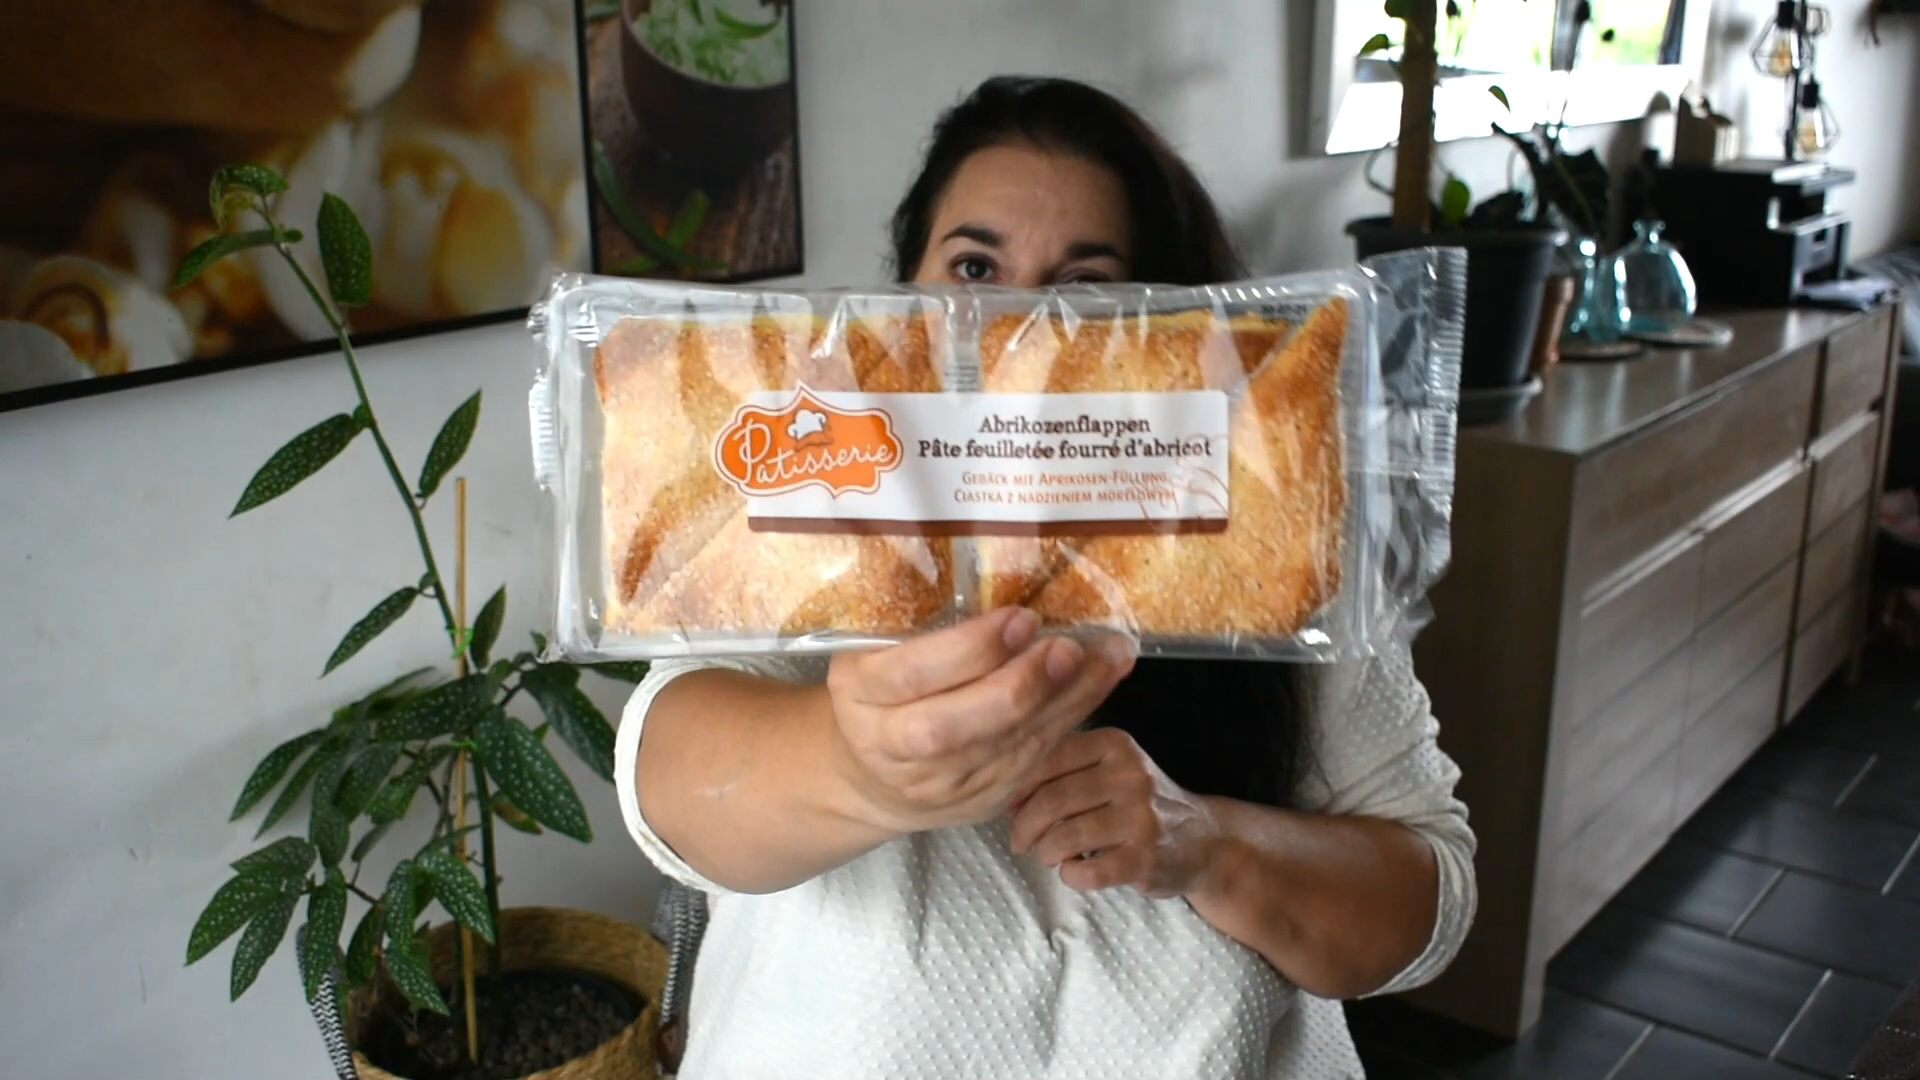 Patisserie
Abrikozenflappen
Pâte feuilletée fourré d'abricot
GEBÄCK MIT APRIKOSEN-FÜLLUNG
CIASTKA Z NADZIENIEM MORELOWYM